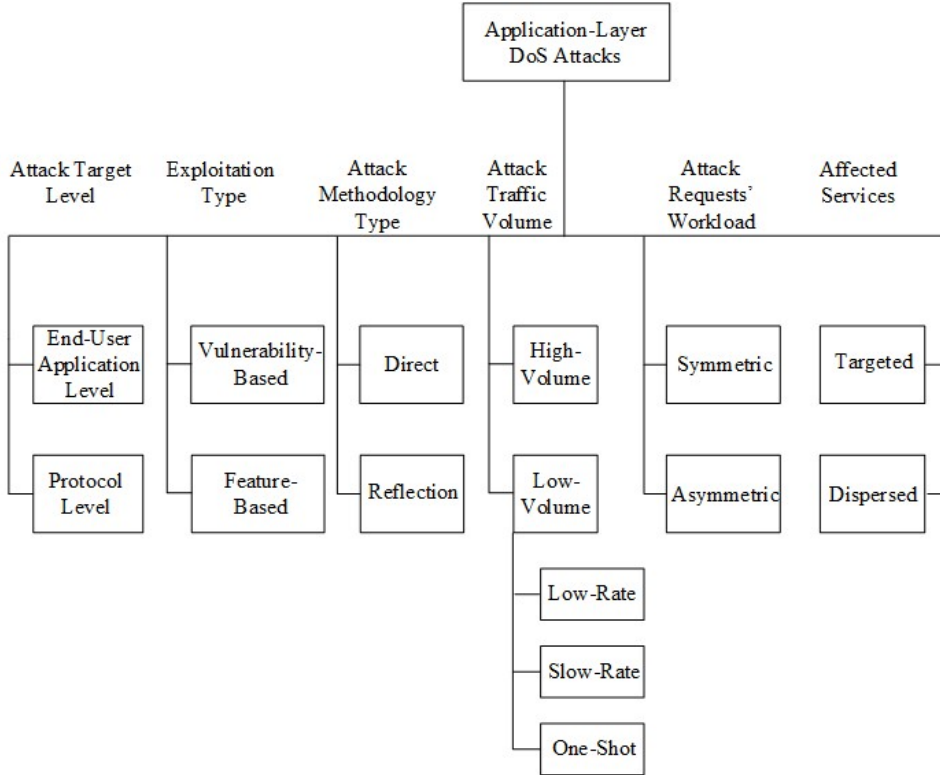 Application-Layer
DoS Attacks
Attack Target
Level
Exploitation
Type
Attack
Methodology
Type
Attack
Traffic
Volume
Attack
Requests'
Workload
Affected
Services
End-User
Application
Level
Vulnerability-
Based
Direct
High-
Volume
Symmetric
Targeted
Protocol
Level
Feature-
Based
Reflection
Low-
Volume
Asymmetric
Dispersed
Low-Rate
Slow-Rate
One-Shot